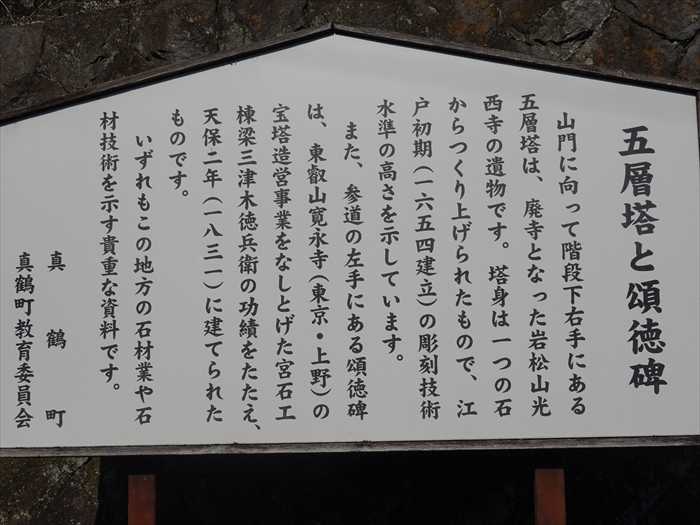 五層塔と頌徳碑
山門に向って階段下右手にある
五層塔は、廃寺となった岩松山光
西寺の遺物です。塔身は一つの石
からつくり上げられたもので、江
戸初期(一六五四建立)の彫刻技術
水準の高さを示しています。
また、参道の左手にある頌徳碑
は、東叡山寛永寺(東京・上野)の
宝塔造営事業をなしとげた宮石工
棟梁三津木徳兵衛の功績をたたえ、
天保二年(一八三一)に建てられた
ものです。
いずれもこの地方の石材業や石
材技術を示す貴重な資料です。
真鶴町
真鶴町教育委員会